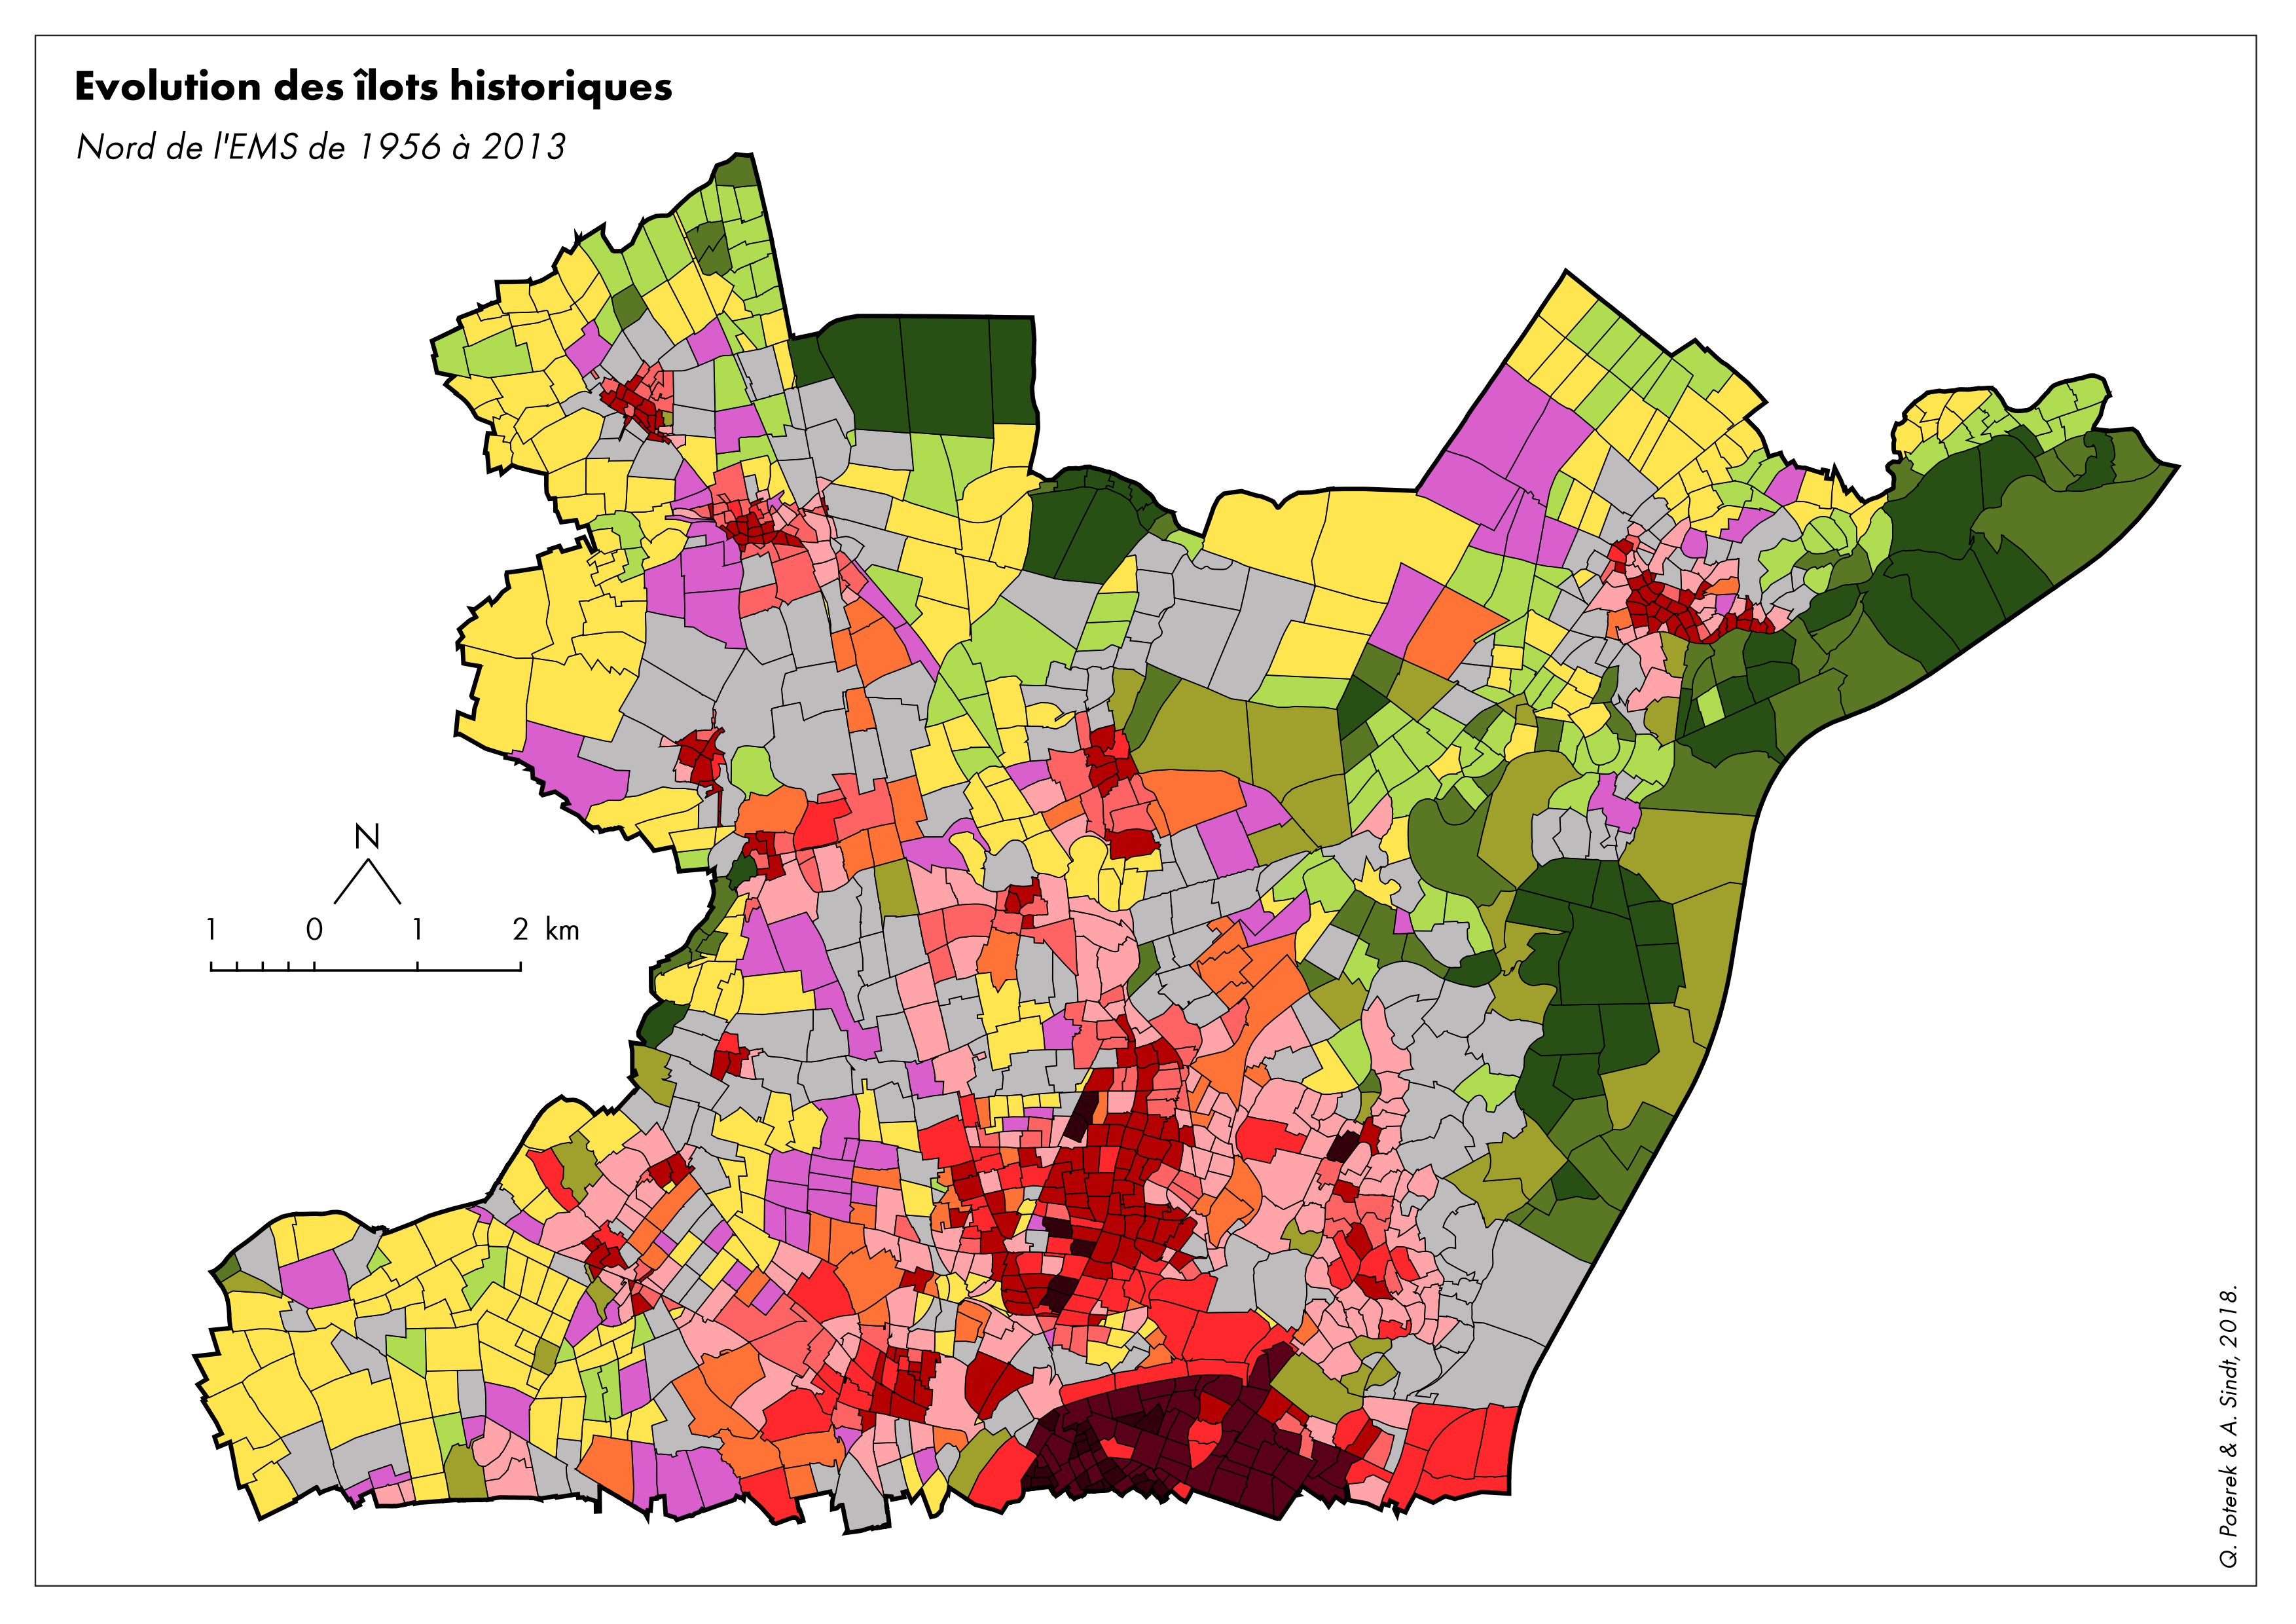 Evolution des îlots historiques
Nord de l'EMS de 1956 à 2013
N
1 0 1 2 km
Q. Poterek & A. Sindt, 2018.